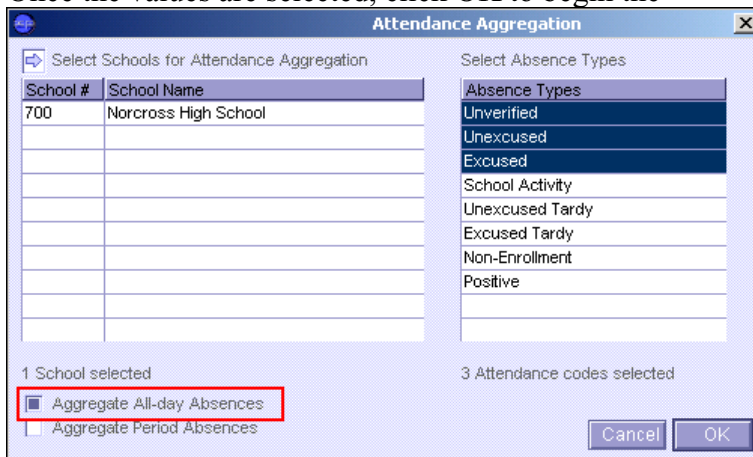 Once the values are selected, click OK to begin the
Attendance Aggregation
Select Schools for Attendance Aggregation
Select Absence Types
School # School Name
Absence Types
700 Norcross High School
Unverified
Unexcused
Excused
School Activity
Unexcused Tardy
Excused Tardy
Non-Enrollment
Positive
1 School selected
3 Attendance codes selected
Aggregate All-day Absences
Aggregate Period Absences
Cancel OK